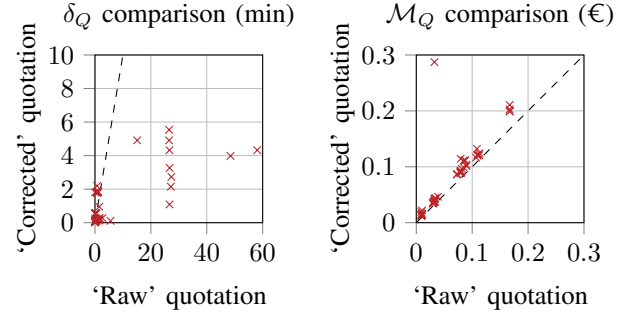 δ_Q comparison (min)
‘Corrected’ quotation
10
8
6
4
2
0
0 20 40 60
‘Raw’ quotation
ℳ_Q comparison (€)
‘Corrected’ quotation
0.3
0.2
0.1
0
0 0.1 0.2 0.3
‘Raw’ quotation